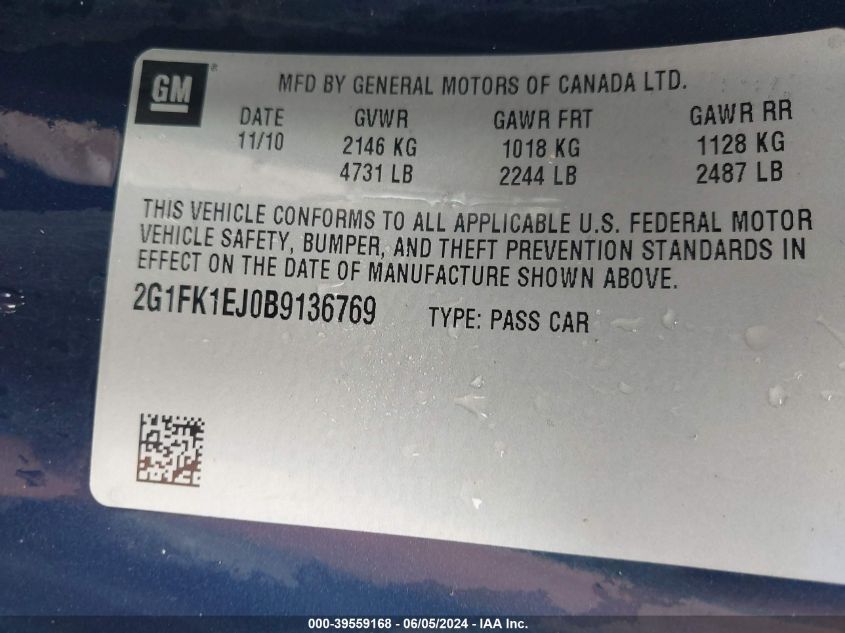 GM®
MFD BY GENERAL MOTORS OF CANADA LTD.
DATE GVWR GAWR FRT GAWR RR
11/10 2146 KG 1018 KG 1128 KG
4731 LB 2244 LB 2487 LB
THIS VEHICLE CONFORMS TO ALL APPLICABLE U.S. FEDERAL MOTOR
VEHICLE SAFETY, BUMPER, AND THEFT PREVENTION STANDARDS IN
EFFECT ON THE DATE OF MANUFACTURE SHOWN ABOVE.
2G1FK1EJ0B9136769 TYPE: PASS CAR
000-39559168 - 06/05/2024 - IAA Inc.